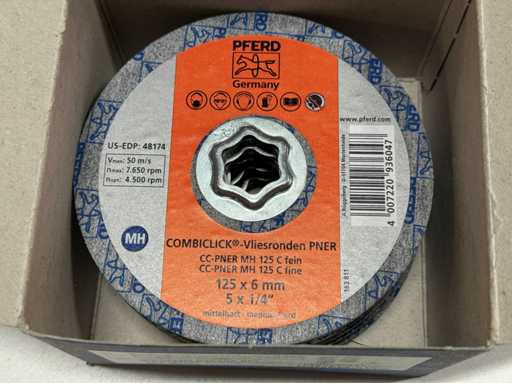 PFERD
Germany
www.pferd.com
US-EDP: 48174
Vmax: 50 m/s
nmax: 7.650 rpm
nopt: 4.500 rpm
4 007220 936047
MH
COMBICLICK®-Vliesronden PNER
CC-PNER MH 125 C fein
CC-PNER MH 125 C fine
125 x 6 mm
5 x 1/4"
mittelhart -